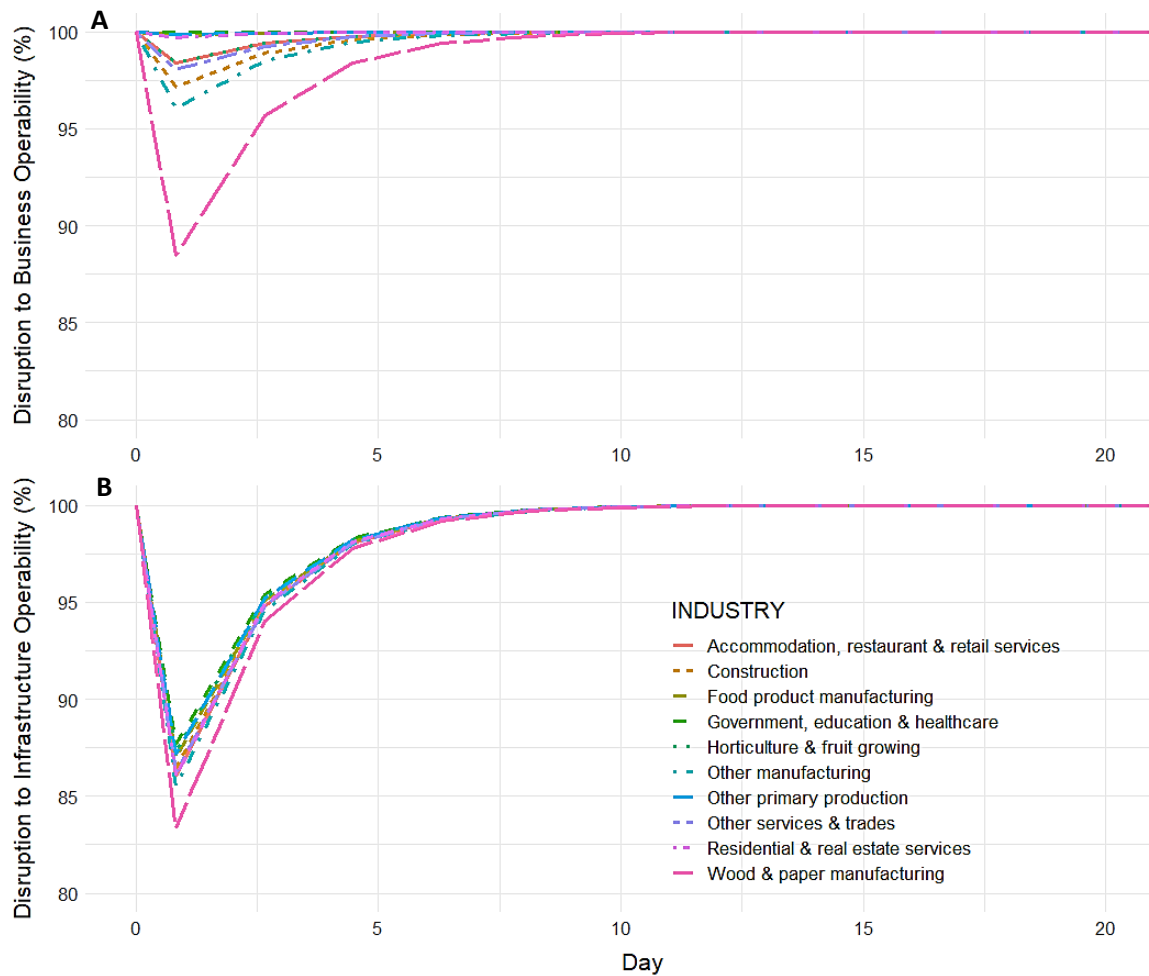 A
Disruption to Business Operability (%)
100
95
90
85
80
0 5 10 15 20
B
Disruption to Infrastructure Operability (%)
100
95
90
85
80
INDUSTRY
Accommodation, restaurant & retail services
Construction
Food product manufacturing
Government, education & healthcare
Horticulture & fruit growing
Other manufacturing
Other primary production
Other services & trades
Residential & real estate services
Wood & paper manufacturing
0 5 10 15 20
Day